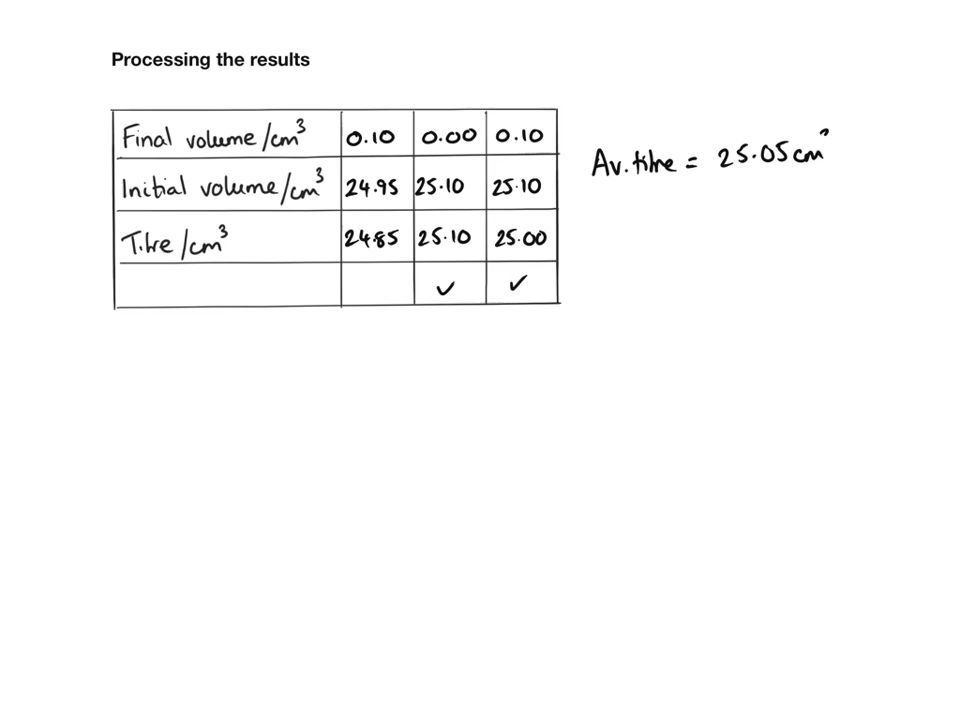 Processing the results
Final volume /cm³ 0.10 0.00 0.10
Initial volume /cm³ 24.95 25.10 25.10
Titre /cm³ 24.85 25.10 25.00
✓ ✓
Av. titre = 25.05 cm³